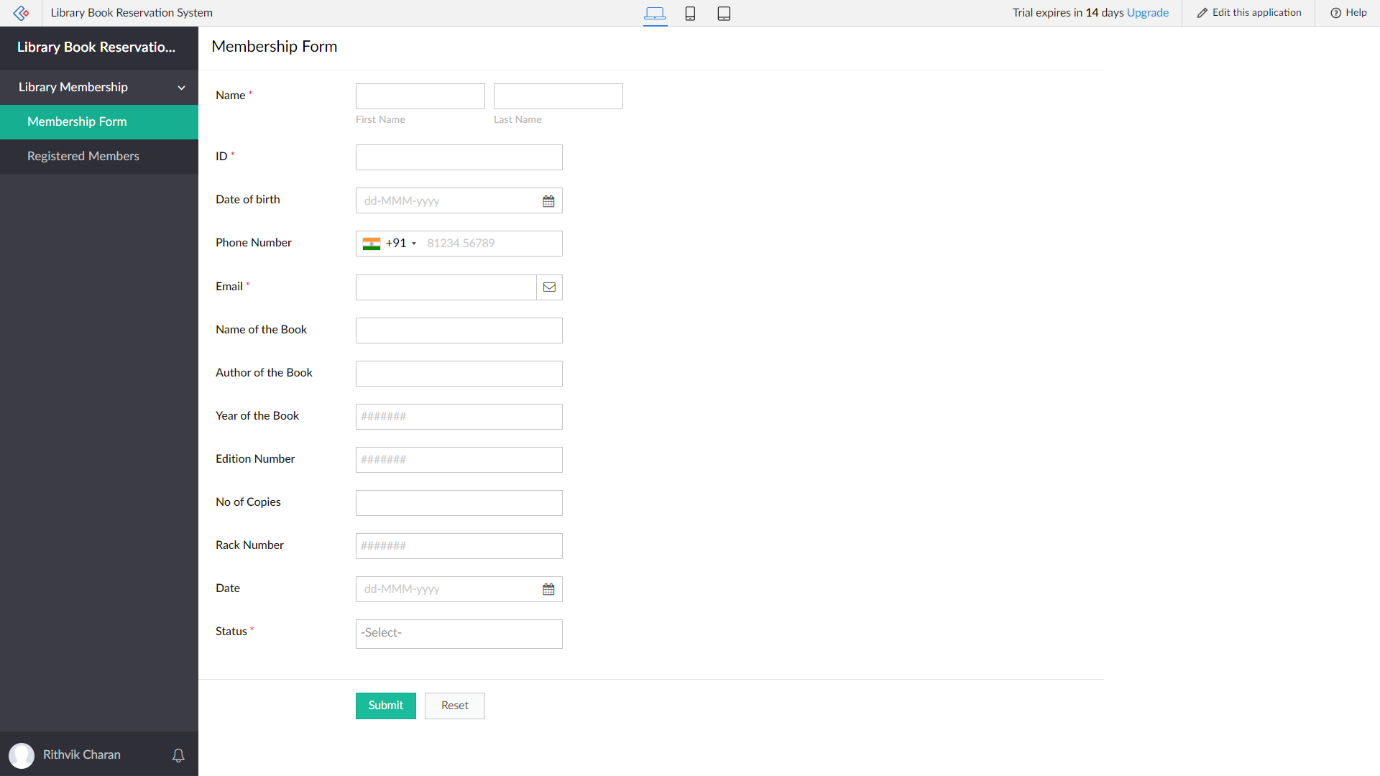 Library Book Reservation System
Trial expires in 14 days Upgrade
Edit this application
Help
Library Book Reservatio...
Library Membership
Membership Form
Registered Members
Rithvik Charan
Membership Form
Name *
First Name
Last Name
ID *
Date of birth
dd-MMM-yyyy
Phone Number
+91
81234 56789
Email *
Name of the Book
Author of the Book
Year of the Book
#######
Edition Number
#######
No of Copies
Rack Number
#######
Date
dd-MMM-yyyy
Status *
-Select-
Submit
Reset